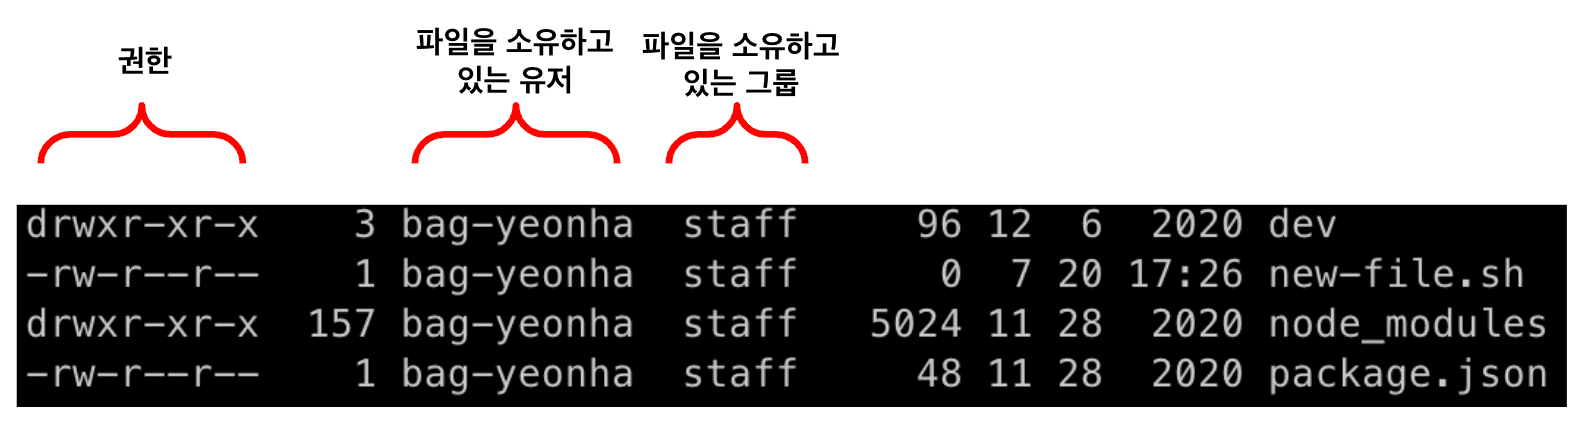 권한
파일을 소유하고
있는 유저
파일을 소유하고
있는 그룹
drwxr-xr-x 3 bag-yeonha staff 96 12 6 2020 dev
-rw-r--r-- 1 bag-yeonha staff 0 7 20 17:26 new-file.sh
drwxr-xr-x 157 bag-yeonha staff 5024 11 28 2020 node_modules
-rw-r--r-- 1 bag-yeonha staff 48 11 28 2020 package.json